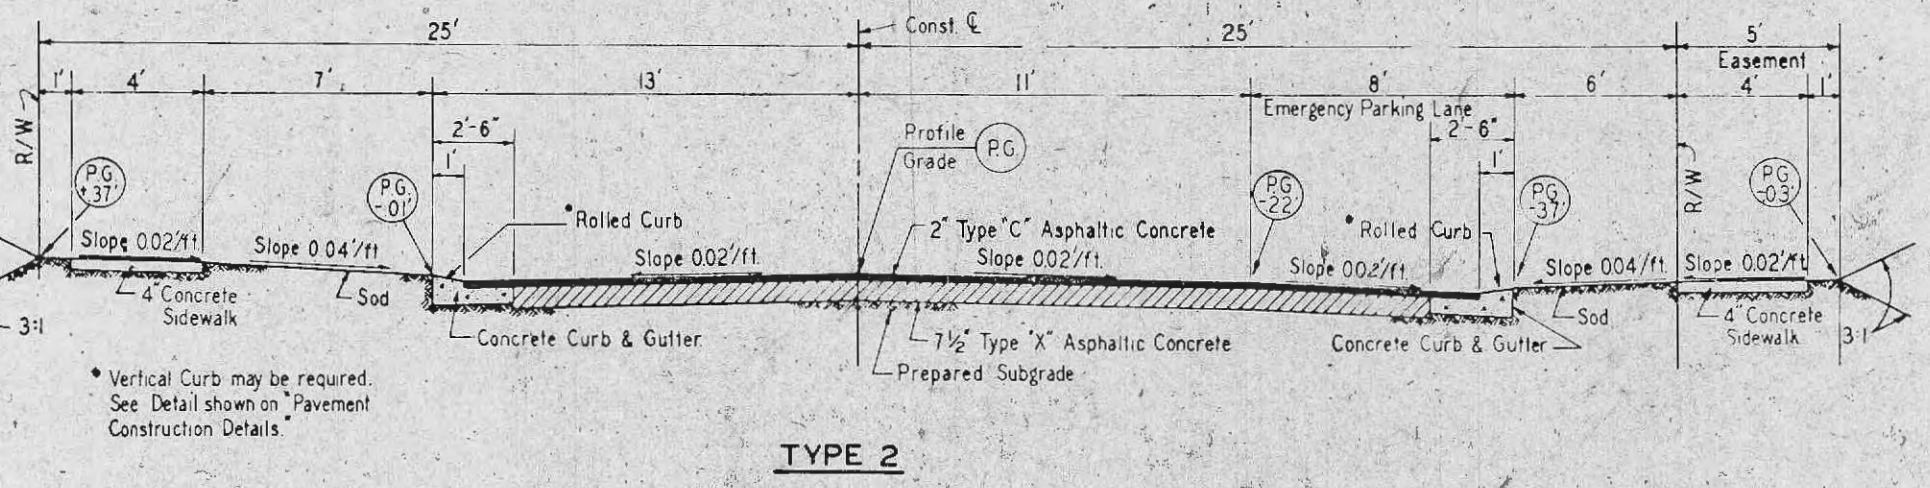 25'
Const. ℄
25'
5'
Easement
1'
4'
7'
13'
11'
8'
6'
4'
1'
Emergency Parking Lane
R/W
2'-6"
1'
Profile
Grade
P.G.
2'-6"
1'
R/W
P.G.
+.37'
P.G.
-.01'
P.G.
-.22'
P.G.
-.37'
P.G.
-.03'
• Rolled Curb
2" Type "C" Asphaltic Concrete
• Rolled Curb
Slope 0.02'/ft.
Slope 0.04'/ft.
Slope 0.02'/ft.
Slope 0.02'/ft.
Slope 0.02'/ft.
Slope 0.04'/ft.
Slope 0.02'/ft.
4" Concrete
Sidewalk
Sod
3:1
Concrete Curb & Gutter
7½" Type "X" Asphaltic Concrete
Prepared Subgrade
Concrete Curb & Gutter
Sod
4" Concrete
Sidewalk
3:1
• Vertical Curb may be required.
See Detail shown on "Pavement
Construction Details."
TYPE 2